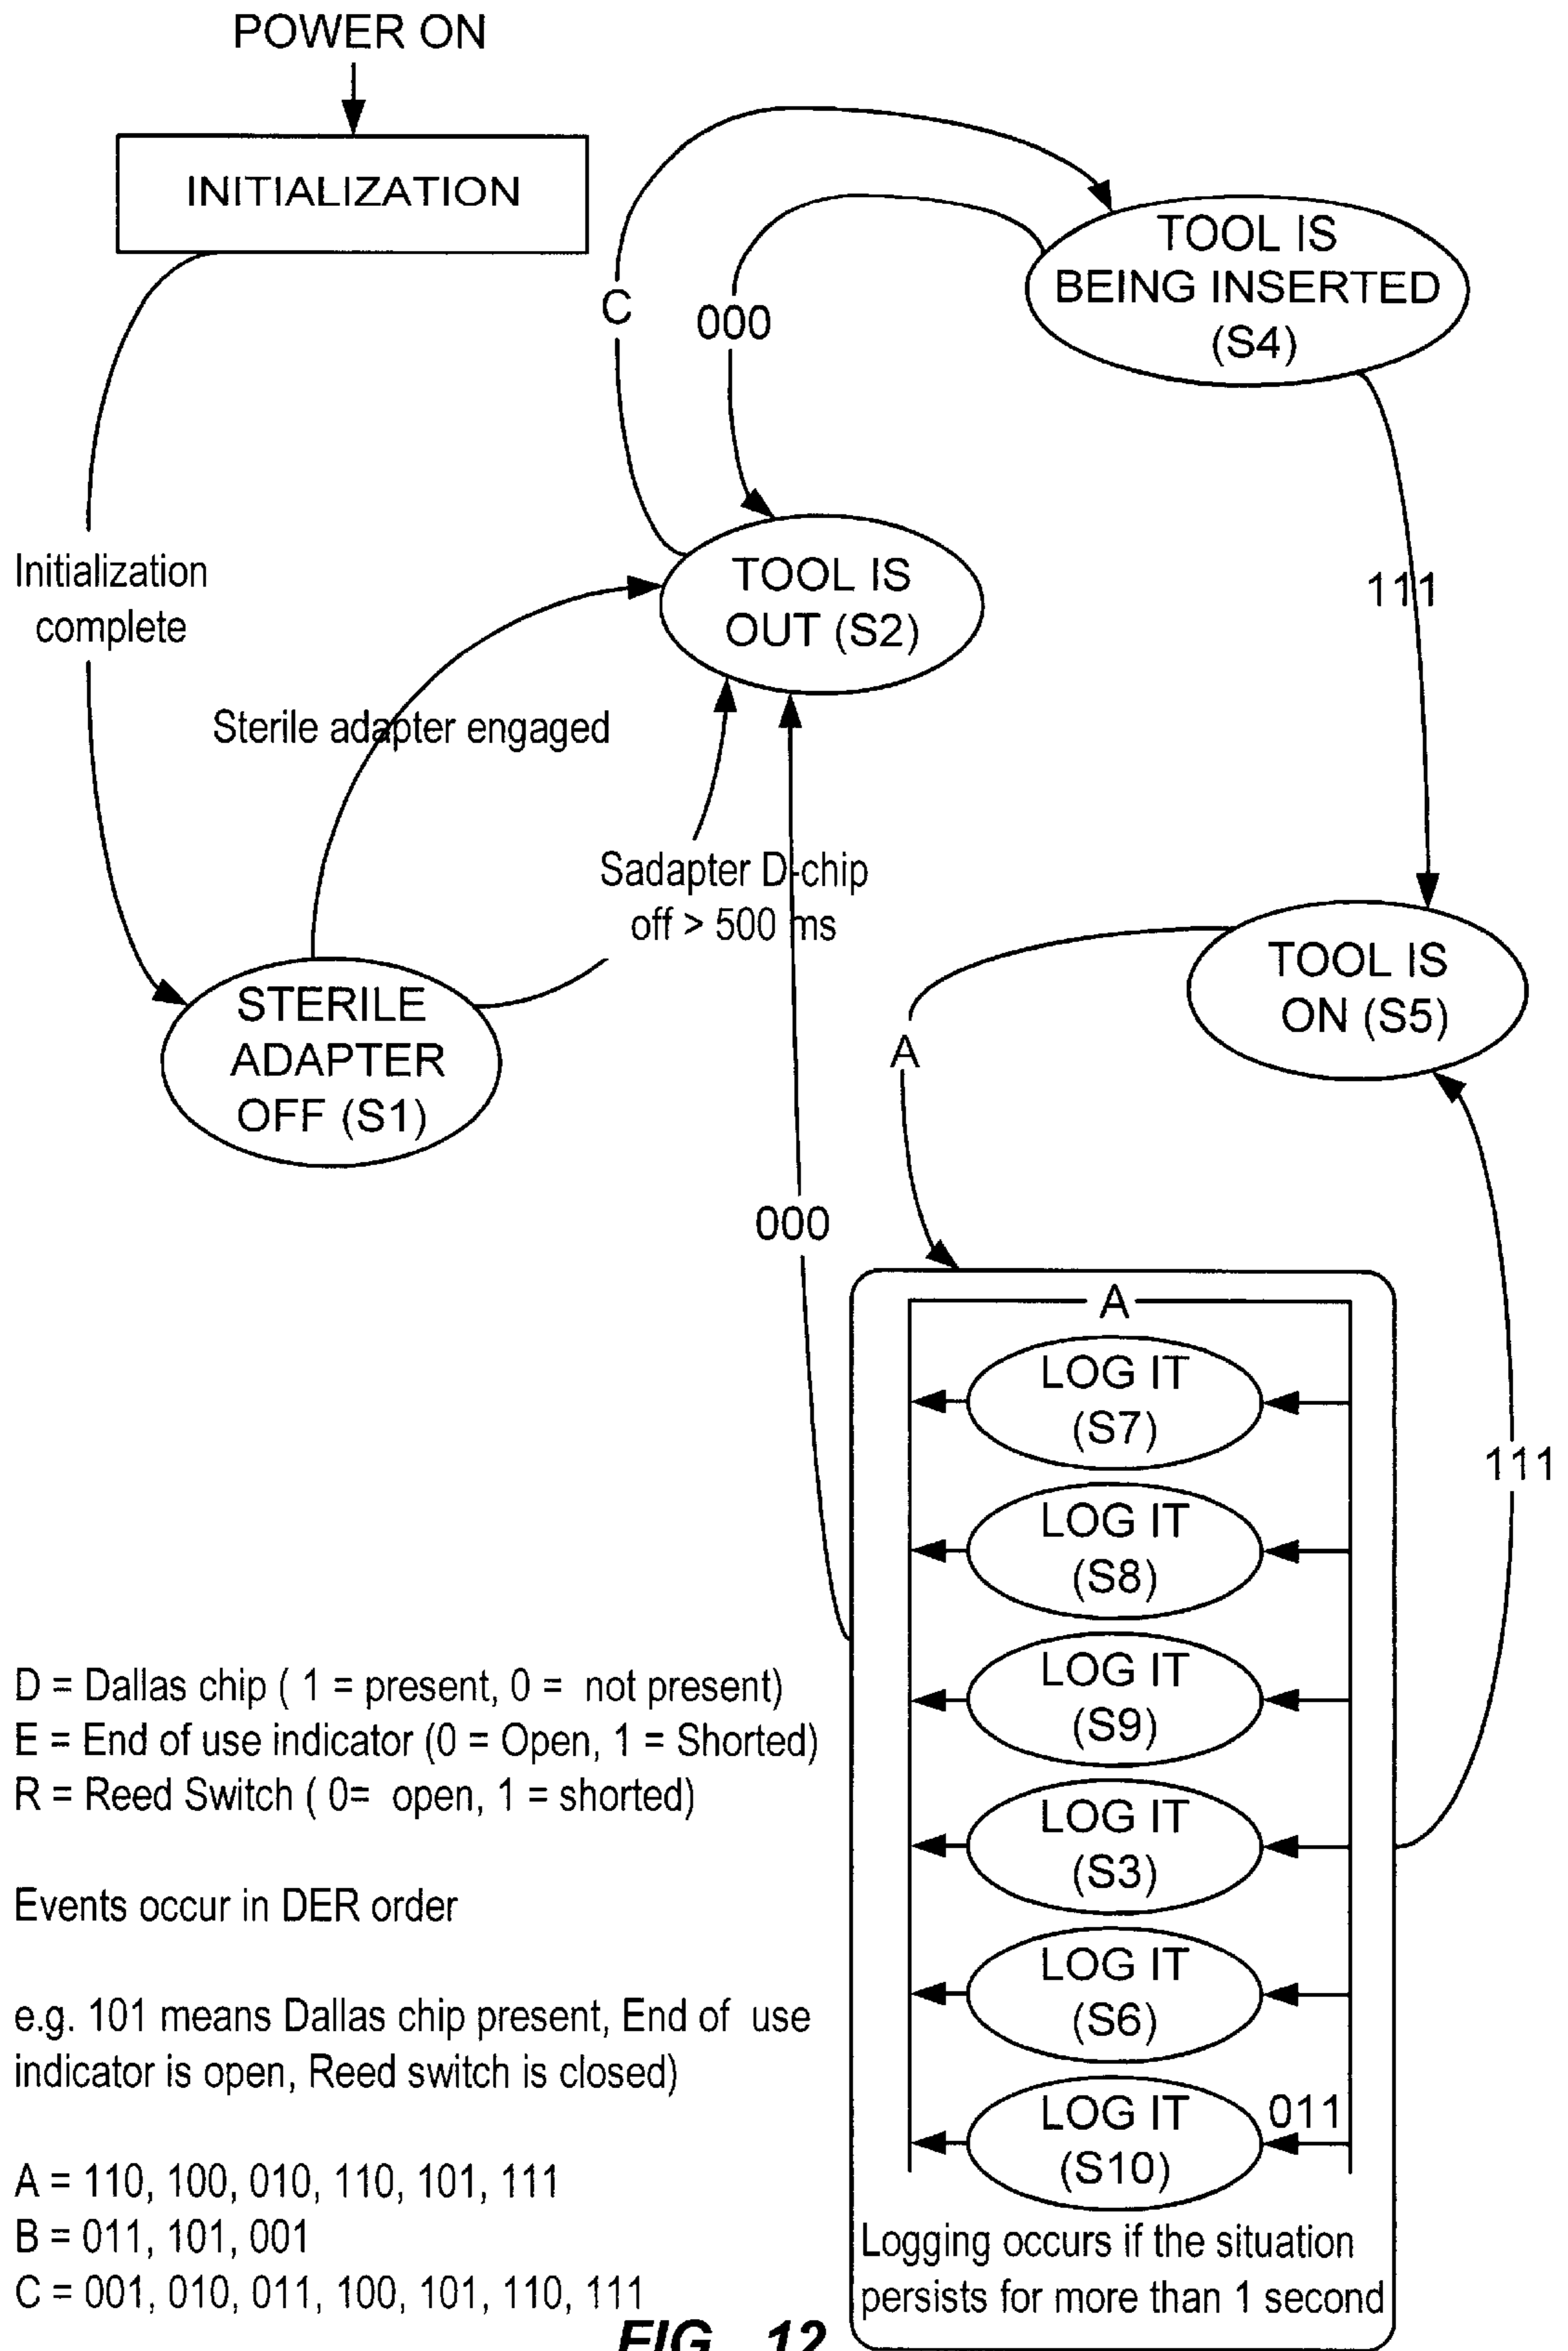 POWER ON
INITIALIZATION
TOOL IS
BEING INSERTED
(S4)
C
000
Initialization
complete
TOOL IS
OUT (S2)
111
Sterile adapter engaged
Sadapter D-chip
off > 500 ms
TOOL IS
ON (S5)
STERILE
ADAPTER
OFF (S1)
A
000
A
LOG IT
(S7)
111
LOG IT
(S8)
LOG IT
(S9)
LOG IT
(S3)
LOG IT
(S6)
LOG IT
(S10)
011
Logging occurs if the situation
persists for more than 1 second
D = Dallas chip ( 1 = present, 0 = not present)
E = End of use indicator (0 = Open, 1 = Shorted)
R = Reed Switch ( 0= open, 1 = shorted)
Events occur in DER order
e.g. 101 means Dallas chip present, End of use
indicator is open, Reed switch is closed)
A = 110, 100, 010, 110, 101, 111
B = 011, 101, 001
C = 001, 010, 011, 100, 101, 110, 111
FIG._12